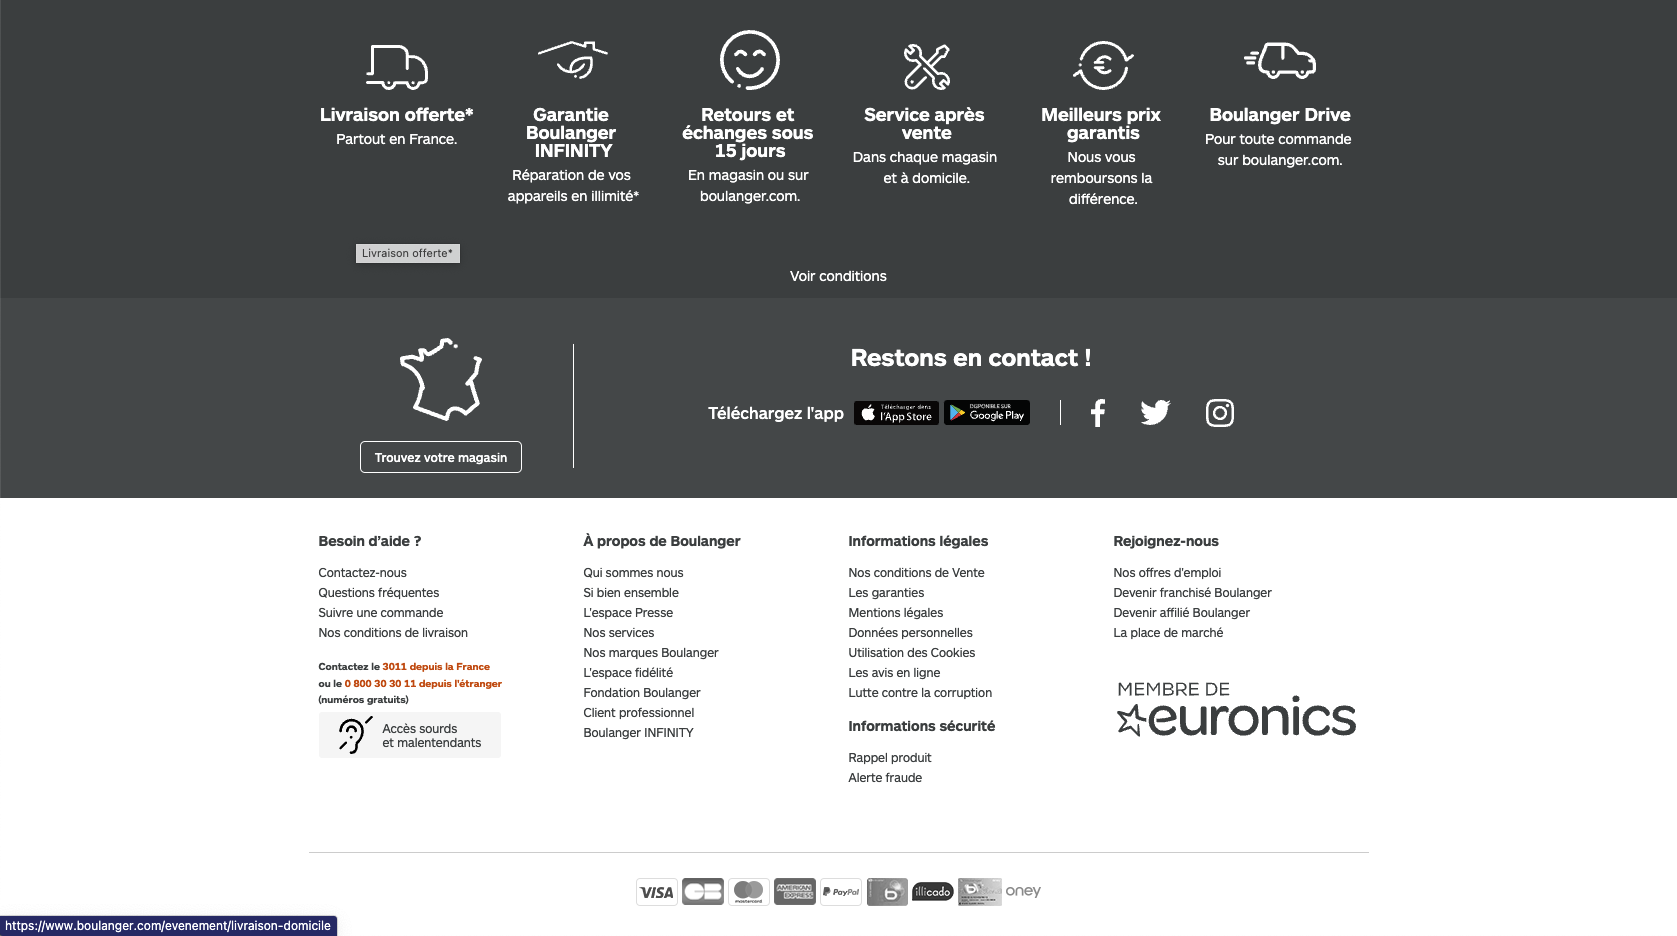 Livraison offerte*
Partout en France.
Garantie
Boulanger
INFINITY
Réparation de vos
appareils en illimité*
Retours et
échanges sous
15 jours
En magasin ou sur
boulanger.com.
Service après
vente
Dans chaque magasin
et à domicile.
Meilleurs prix
garantis
Nous vous
remboursons la
différence.
Boulanger Drive
Pour toute commande
sur boulanger.com.
Livraison offerte*
Voir conditions
Trouvez votre magasin
Restons en contact !
Téléchargez l'app
Télécharger dans
l'App Store
DISPONIBLE SUR
Google Play
Besoin d'aide ?
Contactez-nous
Questions fréquentes
Suivre une commande
Nos conditions de livraison
Contactez le 3011 depuis la France
ou le 0 800 30 30 11 depuis l'étranger
(numéros gratuits)
Accès sourds
et malentendants
À propos de Boulanger
Qui sommes nous
Si bien ensemble
L'espace Presse
Nos services
Nos marques Boulanger
L'espace fidélité
Fondation Boulanger
Client professionnel
Boulanger INFINITY
Informations légales
Nos conditions de Vente
Les garanties
Mentions légales
Données personnelles
Utilisation des Cookies
Les avis en ligne
Lutte contre la corruption
Informations sécurité
Rappel produit
Alerte fraude
Rejoignez-nous
Nos offres d'emploi
Devenir franchisé Boulanger
Devenir affilié Boulanger
La place de marché
MEMBRE DE
euronics
VISA
CB
mastercard
AMERICAN
EXPRESS
PayPal
b
illicado
b
oney
https://www.boulanger.com/evenement/livraison-domicile